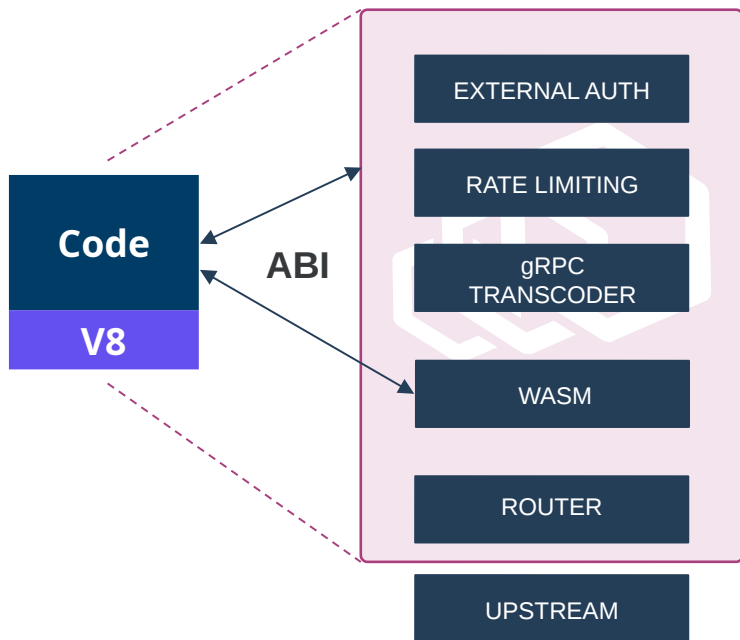 EXTERNAL AUTH
RATE LIMITING
Code
ABI
gRPC
TRANSCODER
V8
WASM
ROUTER
UPSTREAM